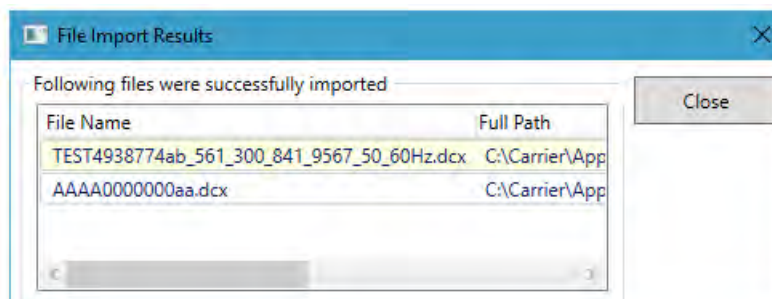 File Import Results
Following files were successfully imported
Close
File Name Full Path
TEST4938774ab_561_300_841_9567_50_60Hz.dcx C:\Carrier\App
AAAA0000000aa.dcx C:\Carrier\App